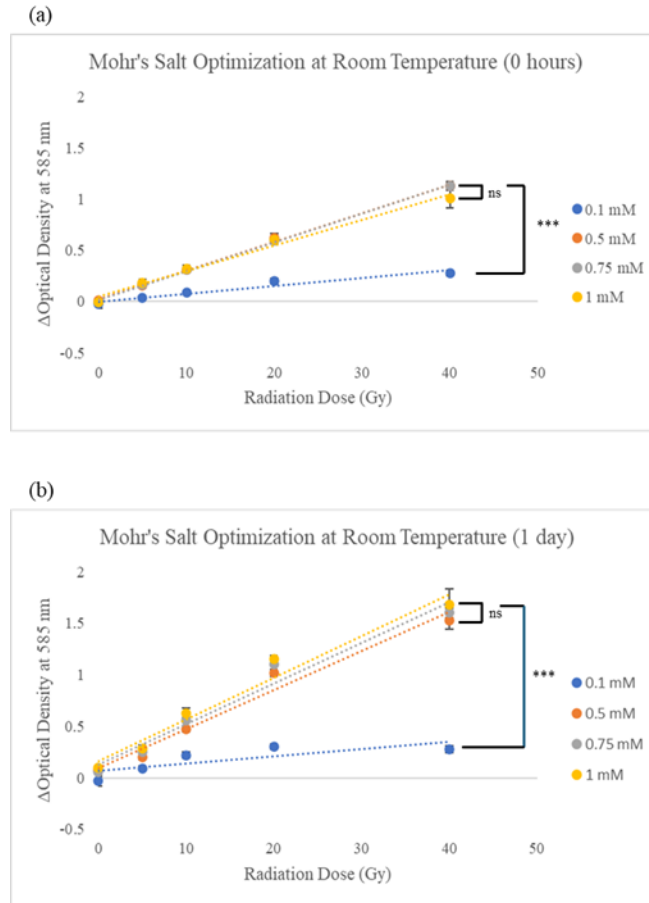 (a)
Mohr's Salt Optimization at Room Temperature (0 hours)
ΔOptical Density at 585 nm
2
1.5
1
0.5
0
-0.5
0 10 20 30 40 50
Radiation Dose (Gy)
ns
***
0.1 mM
0.5 mM
0.75 mM
1 mM
(b)
Mohr's Salt Optimization at Room Temperature (1 day)
ΔOptical Density at 585 nm
2
1.5
1
0.5
0
-0.5
0 10 20 30 40 50
Radiation Dose (Gy)
ns
***
0.1 mM
0.5 mM
0.75 mM
1 mM